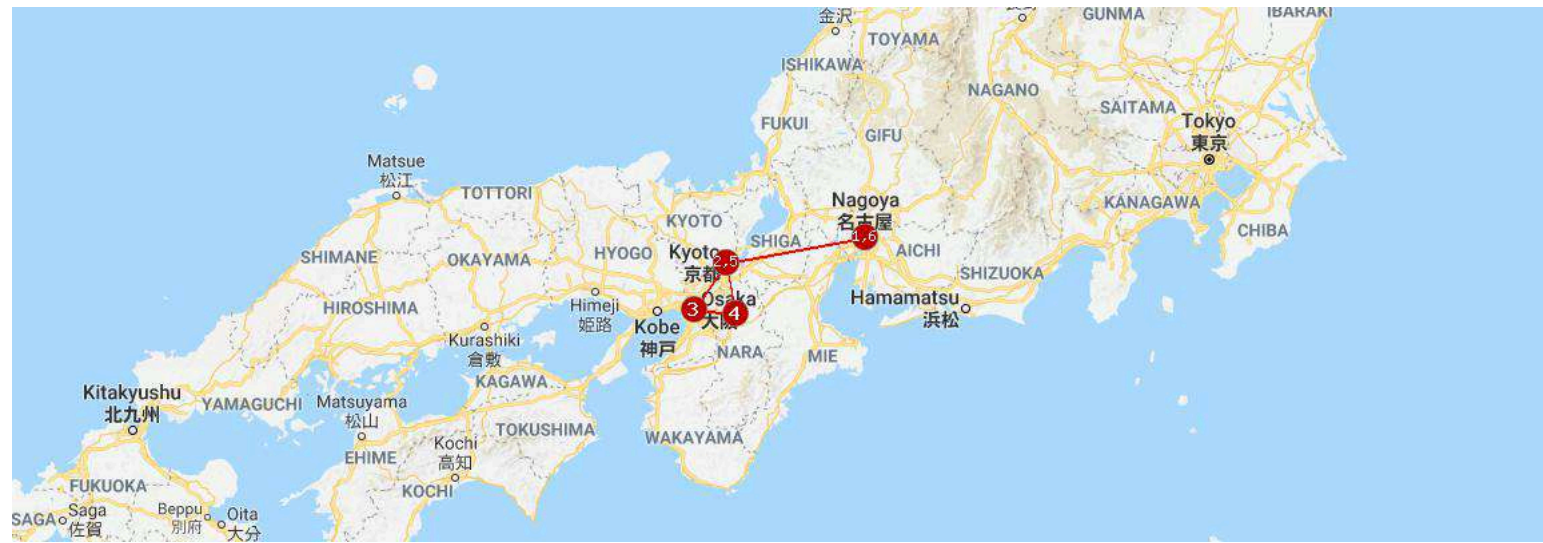 金沢
GUNMA
IBARAKI
TOYAMA
ISHIKAWA
NAGANO
SAITAMA
Tokyo
東京
FUKUI
GIFU
Matsue
松江
TOTTORI
KYOTO
Nagoya
名古屋
1,6
KANAGAWA
CHIBA
SHIGA
AICHI
SHIMANE
OKAYAMA
HYOGO
Kyoto
京都
2,5
SHIZUOKA
HIROSHIMA
Himeji
姫路
Kobe
神戸
3
Osaka
大阪
4
Hamamatsu
浜松
Kurashiki
倉敷
NARA
MIE
KAGAWA
Kitakyushu
北九州
YAMAGUCHI
Matsuyama
松山
TOKUSHIMA
WAKAYAMA
EHIME
Kochi
高知
KOCHI
FUKUOKA
SAGA
Saga
佐賀
Beppu
別府
Oita
大分